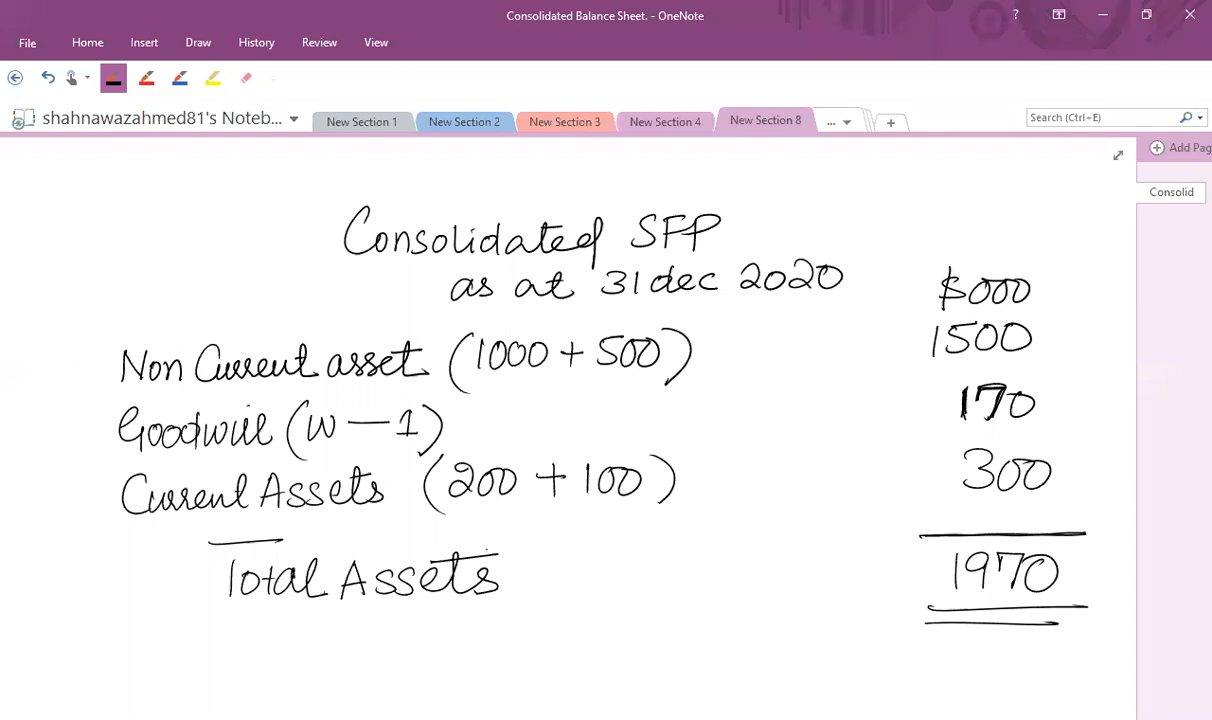 Consolidated Balance Sheet. - OneNote
?
File Home Insert Draw History Review View
shahnawazahmed81's Noteb... New Section 1 New Section 2 New Section 3 New Section 4 New Section 8 ... + Search (Ctrl+E)
Add Pag
Consolid
Consolidated SFP
as at 31 dec 2020
$000
Non Current asset (1000 + 500) 1500
Goodwill (W - 1) 170
Current Assets (200 + 100) 300
Total Assets 1970